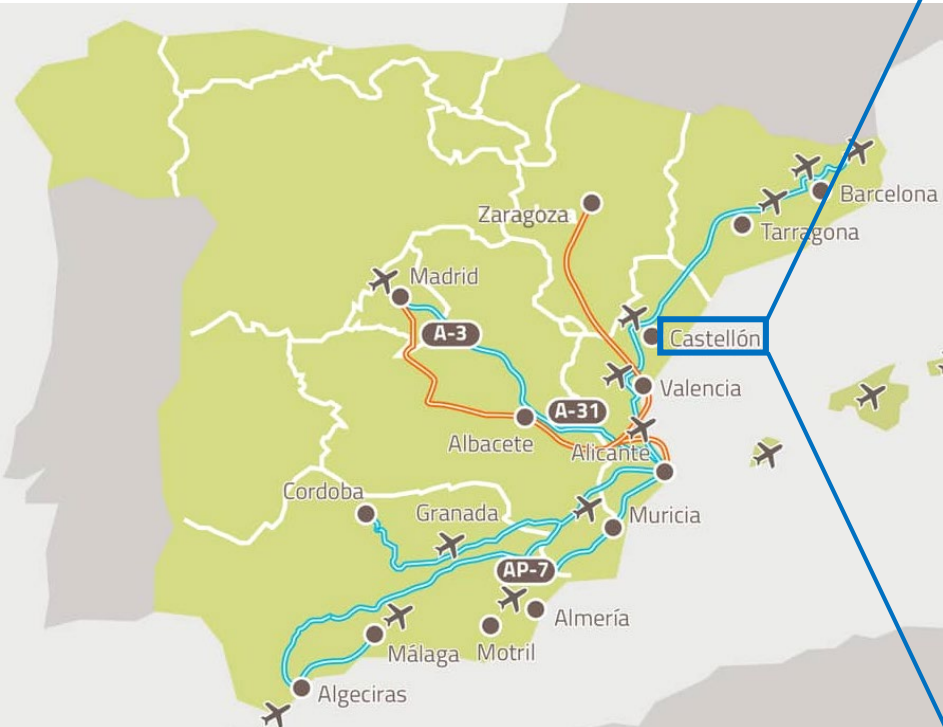 Barcelona
Zaragoza
Tarragona
Madrid
A-3
Castellón
Valencia
A-31
Albacete
Alicante
Cordoba
Granada
Muricia
AP-7
Almería
Málaga
Motril
Algeciras